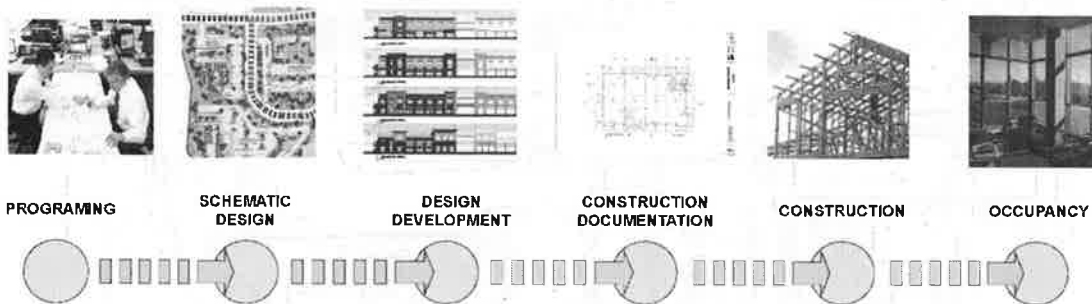 PROGRAMING
SCHEMATIC
DESIGN
DESIGN
DEVELOPMENT
CONSTRUCTION
DOCUMENTATION
CONSTRUCTION
OCCUPANCY